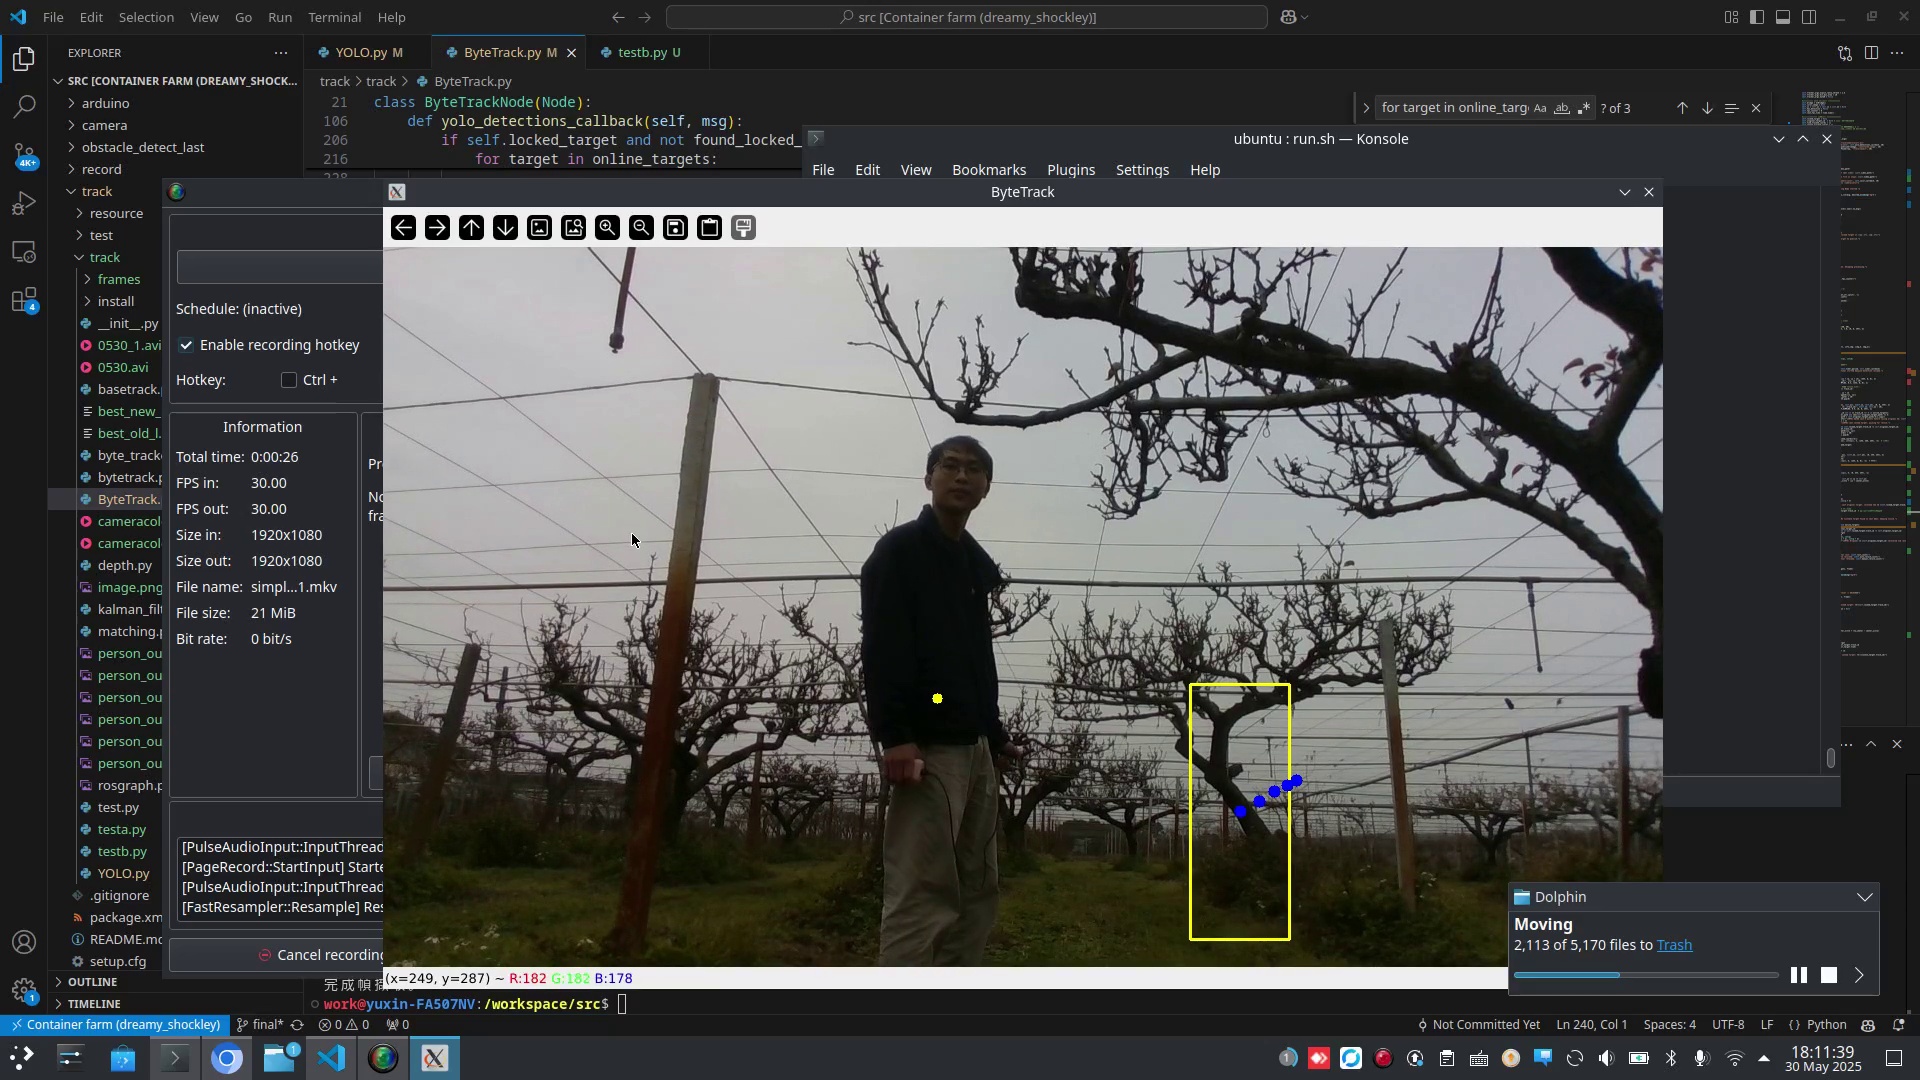 File Edit Selection View Go Run Terminal Help
src [Container farm (dreamy_shockley)]
EXPLORER
YOLO.py M
ByteTrack.py M
testb.py U
SRC [CONTAINER FARM (DREAMY_SHOCK...
track > track > ByteTrack.py
arduino
camera
obstacle_detect_last
record
track
resource
test
track
frames
install
__init__.py
0530_1.avi
0530.avi
basetrack.
best_new_
best_old_l.
byte_track
bytetrack.p
ByteTrack.
cameracol
cameracol
depth.py
image.png
kalman_filt
matching.p
person_ou
person_ou
person_ou
person_ou
person_ou
person_ou
rosgraph.p
test.py
testa.py
testb.py
YOLO.py
.gitignore
package.xm
README.md
setup.cfg
OUTLINE
TIMELINE
4K+
4
1
21 class ByteTrackNode(Node):
106 def yolo_detections_callback(self, msg):
206 if self.locked_target and not found_locked_
216 for target in online_targets:
228
for target in online_targ Aa ab ? of 3
ubuntu : run.sh — Konsole
File Edit View Bookmarks Plugins Settings Help
ByteTrack
Schedule: (inactive)
Enable recording hotkey
Hotkey: Ctrl +
Information
Total time: 0:00:26
FPS in: 30.00
FPS out: 30.00
Size in: 1920x1080
Size out: 1920x1080
File name: simpl...1.mkv
File size: 21 MiB
Bit rate: 0 bit/s
Pr
No
fra
[PulseAudioInput::InputThread
[PageRecord::StartInput] Starte
[PulseAudioInput::InputThread
[FastResampler::Resample] Res
Cancel recording
(x=249, y=287) ~ R:182 G:182 B:178
work@yuxin-FA507NV:/workspace/src$
Dolphin
Moving
2,113 of 5,170 files to Trash
Container farm (dreamy_shockley) final* 0 0 0
Not Committed Yet Ln 240, Col 1 Spaces: 4 UTF-8 LF {} Python
1
1
18:11:39
30 May 2025